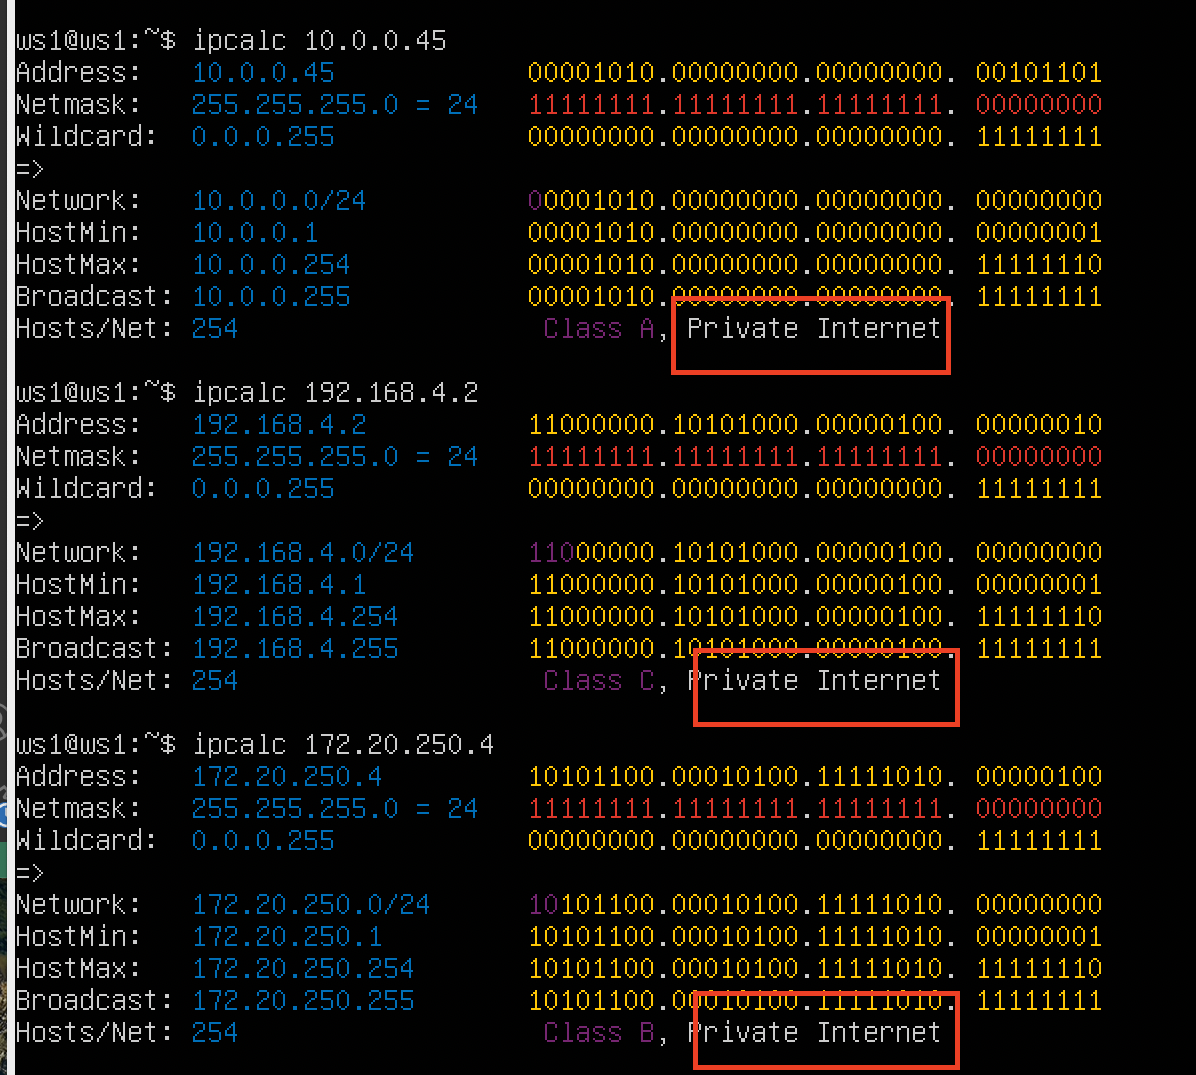 ws1@ws1:~$ ipcalc 10.0.0.45
Address:   10.0.0.45            00001010.00000000.00000000. 00101101
Netmask:   255.255.255.0 = 24   11111111.11111111.11111111. 00000000
Wildcard:  0.0.0.255            00000000.00000000.00000000. 11111111
=>
Network:   10.0.0.0/24          00001010.00000000.00000000. 00000000
HostMin:   10.0.0.1             00001010.00000000.00000000. 00000001
HostMax:   10.0.0.254           00001010.00000000.00000000. 11111110
Broadcast: 10.0.0.255           00001010.00000000.00000000. 11111111
Hosts/Net: 254                   Class A, Private Internet
ws1@ws1:~$ ipcalc 192.168.4.2
Address:   192.168.4.2          11000000.10101000.00000100. 00000010
Netmask:   255.255.255.0 = 24   11111111.11111111.11111111. 00000000
Wildcard:  0.0.0.255            00000000.00000000.00000000. 11111111
=>
Network:   192.168.4.0/24       11000000.10101000.00000100. 00000000
HostMin:   192.168.4.1          11000000.10101000.00000100. 00000001
HostMax:   192.168.4.254        11000000.10101000.00000100. 11111110
Broadcast: 192.168.4.255        11000000.10101000.00000100. 11111111
Hosts/Net: 254                   Class C, Private Internet
ws1@ws1:~$ ipcalc 172.20.250.4
Address:   172.20.250.4         10101100.00010100.11111010. 00000100
Netmask:   255.255.255.0 = 24   11111111.11111111.11111111. 00000000
Wildcard:  0.0.0.255            00000000.00000000.00000000. 11111111
=>
Network:   172.20.250.0/24      10101100.00010100.11111010. 00000000
HostMin:   172.20.250.1         10101100.00010100.11111010. 00000001
HostMax:   172.20.250.254       10101100.00010100.11111010. 11111110
Broadcast: 172.20.250.255       10101100.00010100.11111010. 11111111
Hosts/Net: 254                   Class B, Private Internet